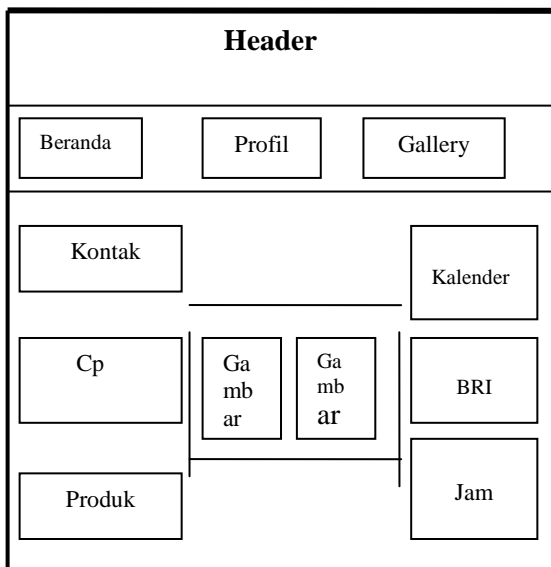 Header
Beranda
Profil
Gallery
Kontak
Kalender
Cp
Ga
mb
ar
Ga
mb
ar
BRI
Produk
Jam